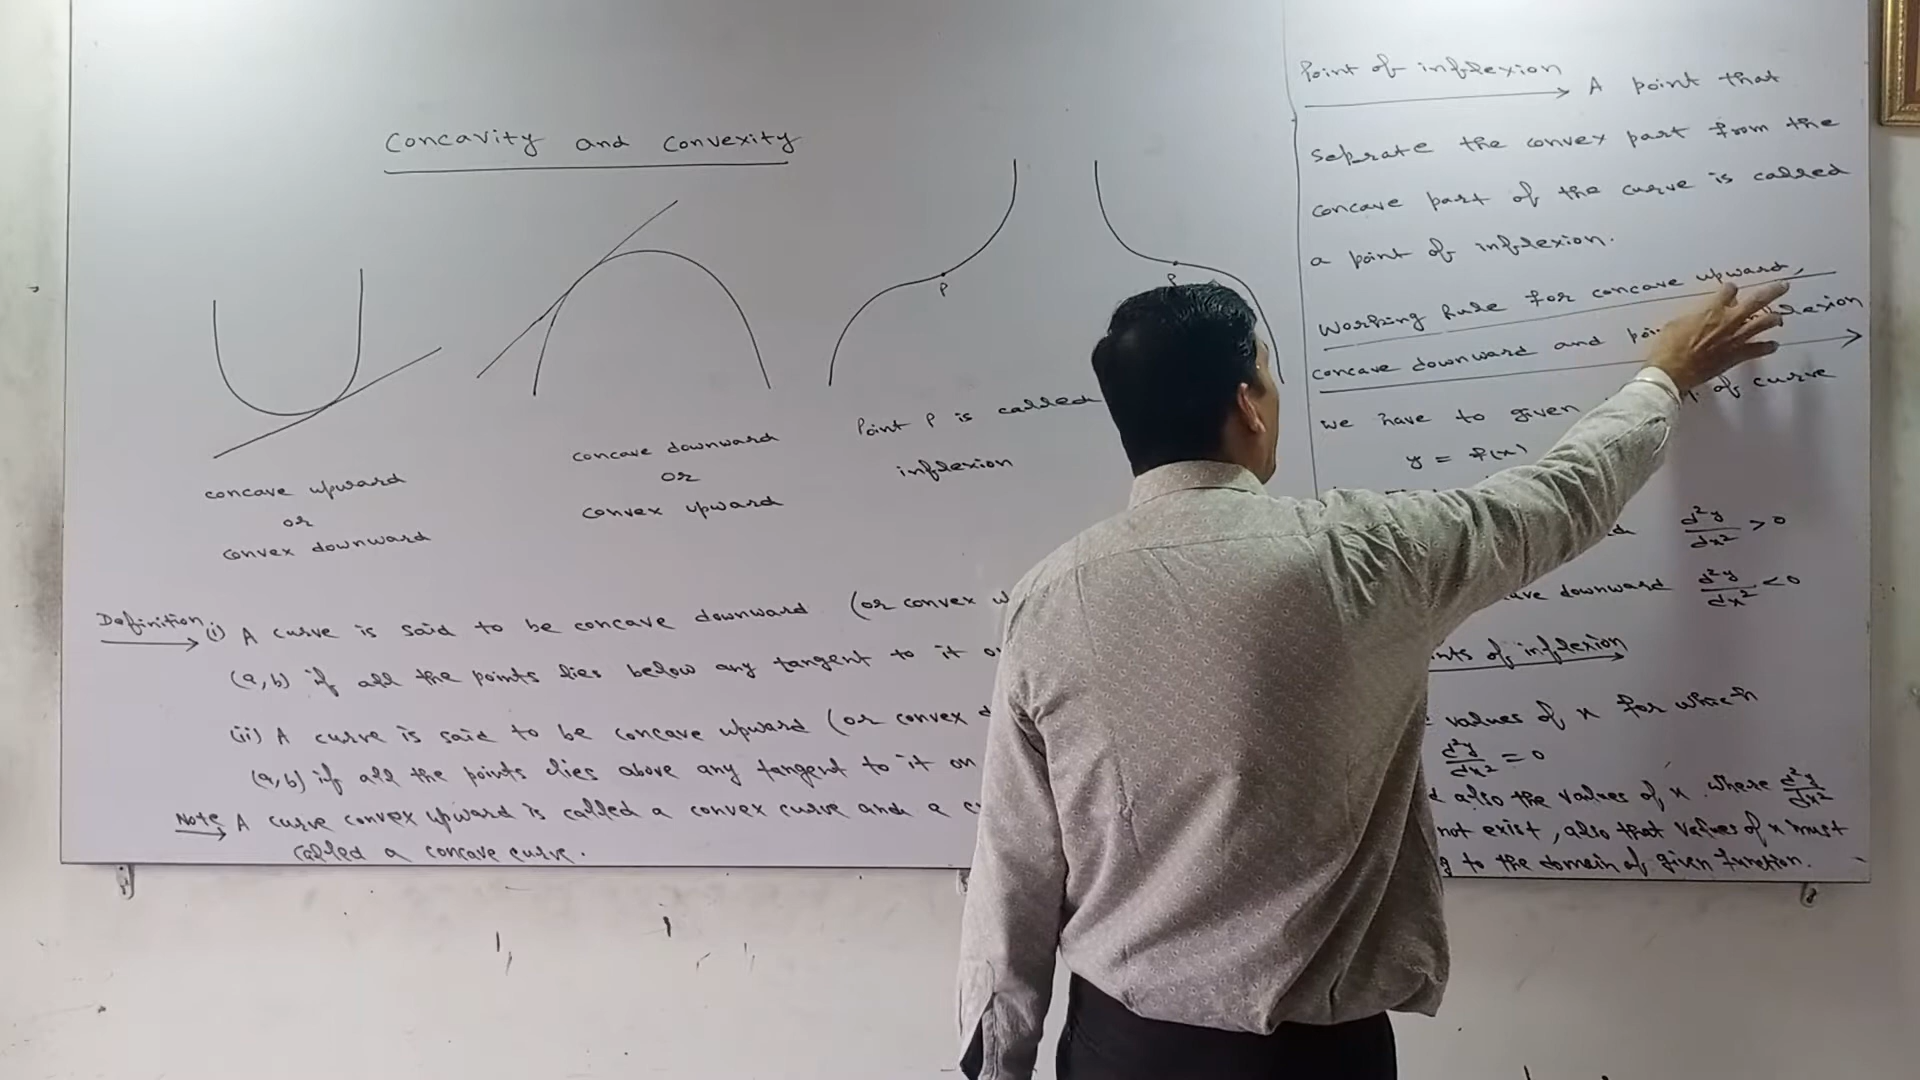 Concavity and Convexity
P
P
concave upward
or
convex downward
concave downward
or
convex upward
Point P is called
inflexion
Definition (i) A curve is said to be concave downward (or convex
(a,b) if all the points lies below any tangent to it
(ii) A curve is said to be concave upward (or convex
(a,b) if all the points lies above any tangent to it on
Note, A curve convex upward is called a convex curve and a
called a concave curve.
Point of inflexion → A point that
seprate the convex part from the
concave part of the curve is called
a point of inflexion.
Working Rule for concave upward,
concave downward and
we have to given of curve
y = f(x)
d²y/dx² > 0
downward d²y/dx² < 0
of inflexion
values of x for which
d²y/dx² = 0
also the values of x where d²y/dx²
not exist, also that values of x must
to the domain of given function.